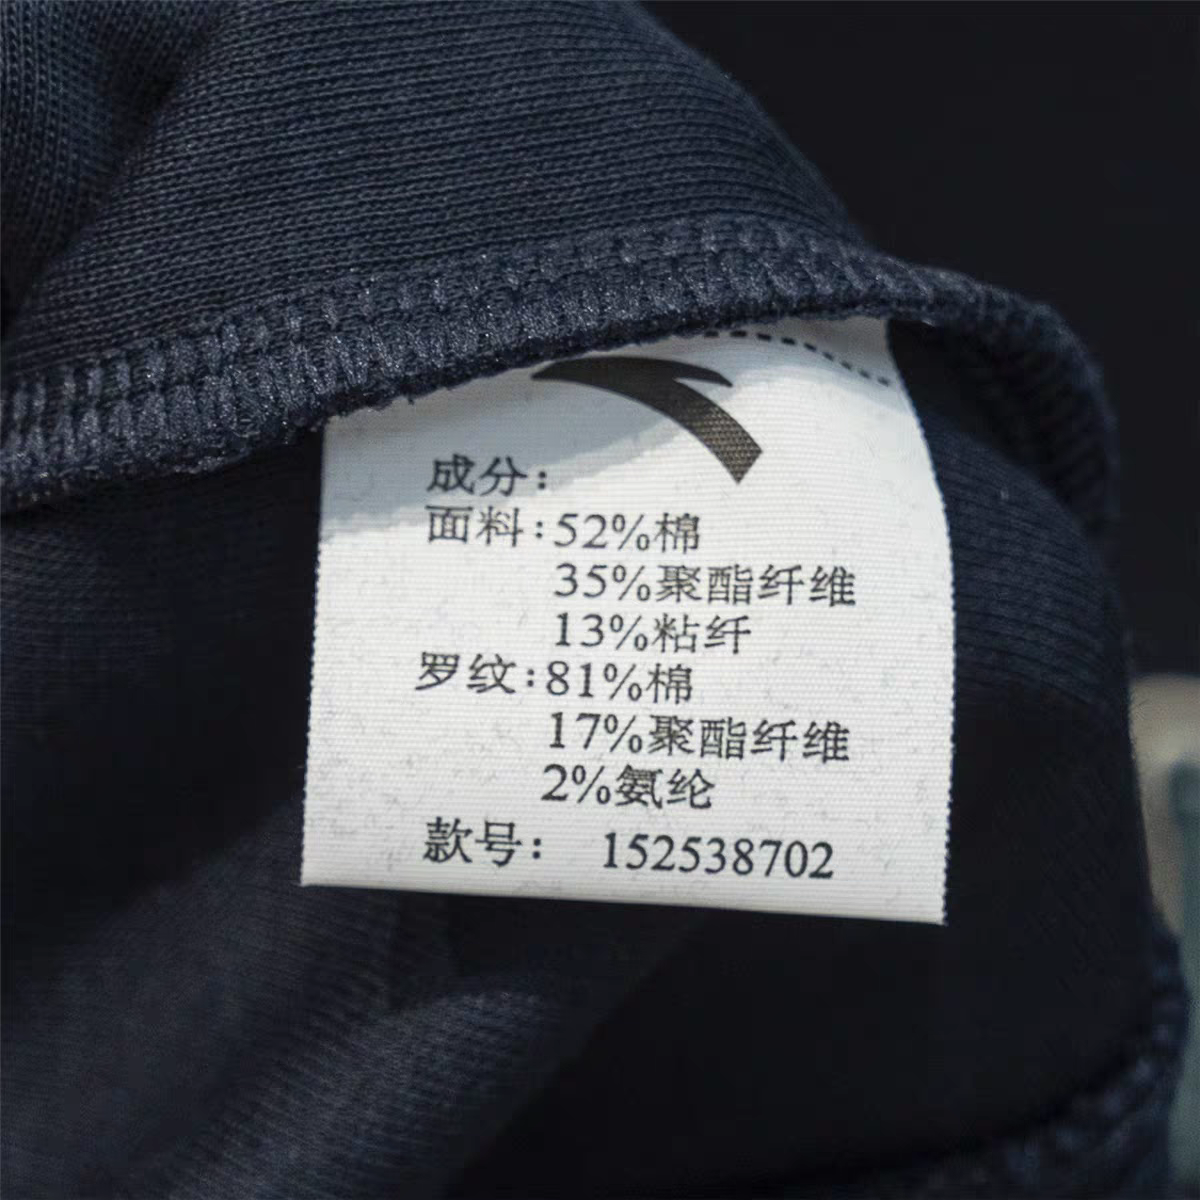 成分:
面料:52%棉
35%聚酯纤维
13%粘纤
罗纹:81%棉
17%聚酯纤维
2%氨纶
款号: 152538702